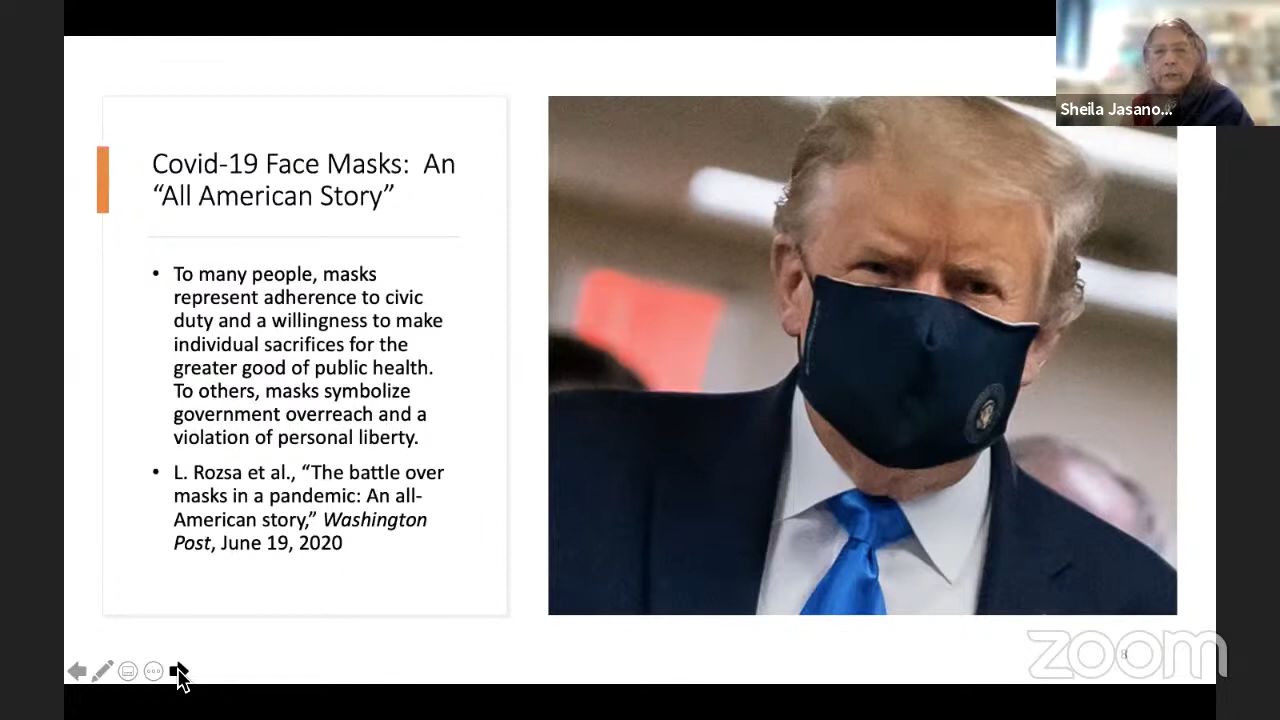 Sheila Jasano...
Covid-19 Face Masks:  An
“All American Story”
• To many people, masks
represent adherence to civic
duty and a willingness to make
individual sacrifices for the
greater good of public health.
To others, masks symbolize
government overreach and a
violation of personal liberty.
• L. Rozsa et al., “The battle over
masks in a pandemic: An all-
American story,” Washington
Post, June 19, 2020
8
zoom